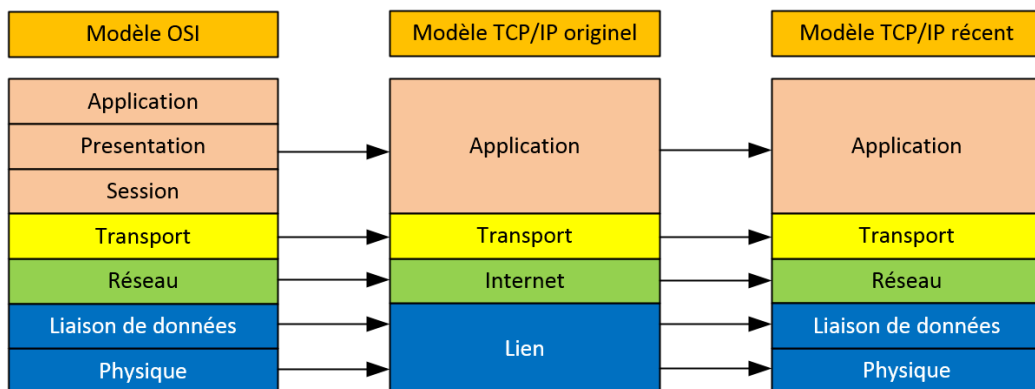 Modèle OSI
Modèle TCP/IP originel
Modèle TCP/IP récent
Application
Presentation
Session
Transport
Réseau
Liaison de données
Physique
Application
Transport
Internet
Lien
Application
Transport
Réseau
Liaison de données
Physique